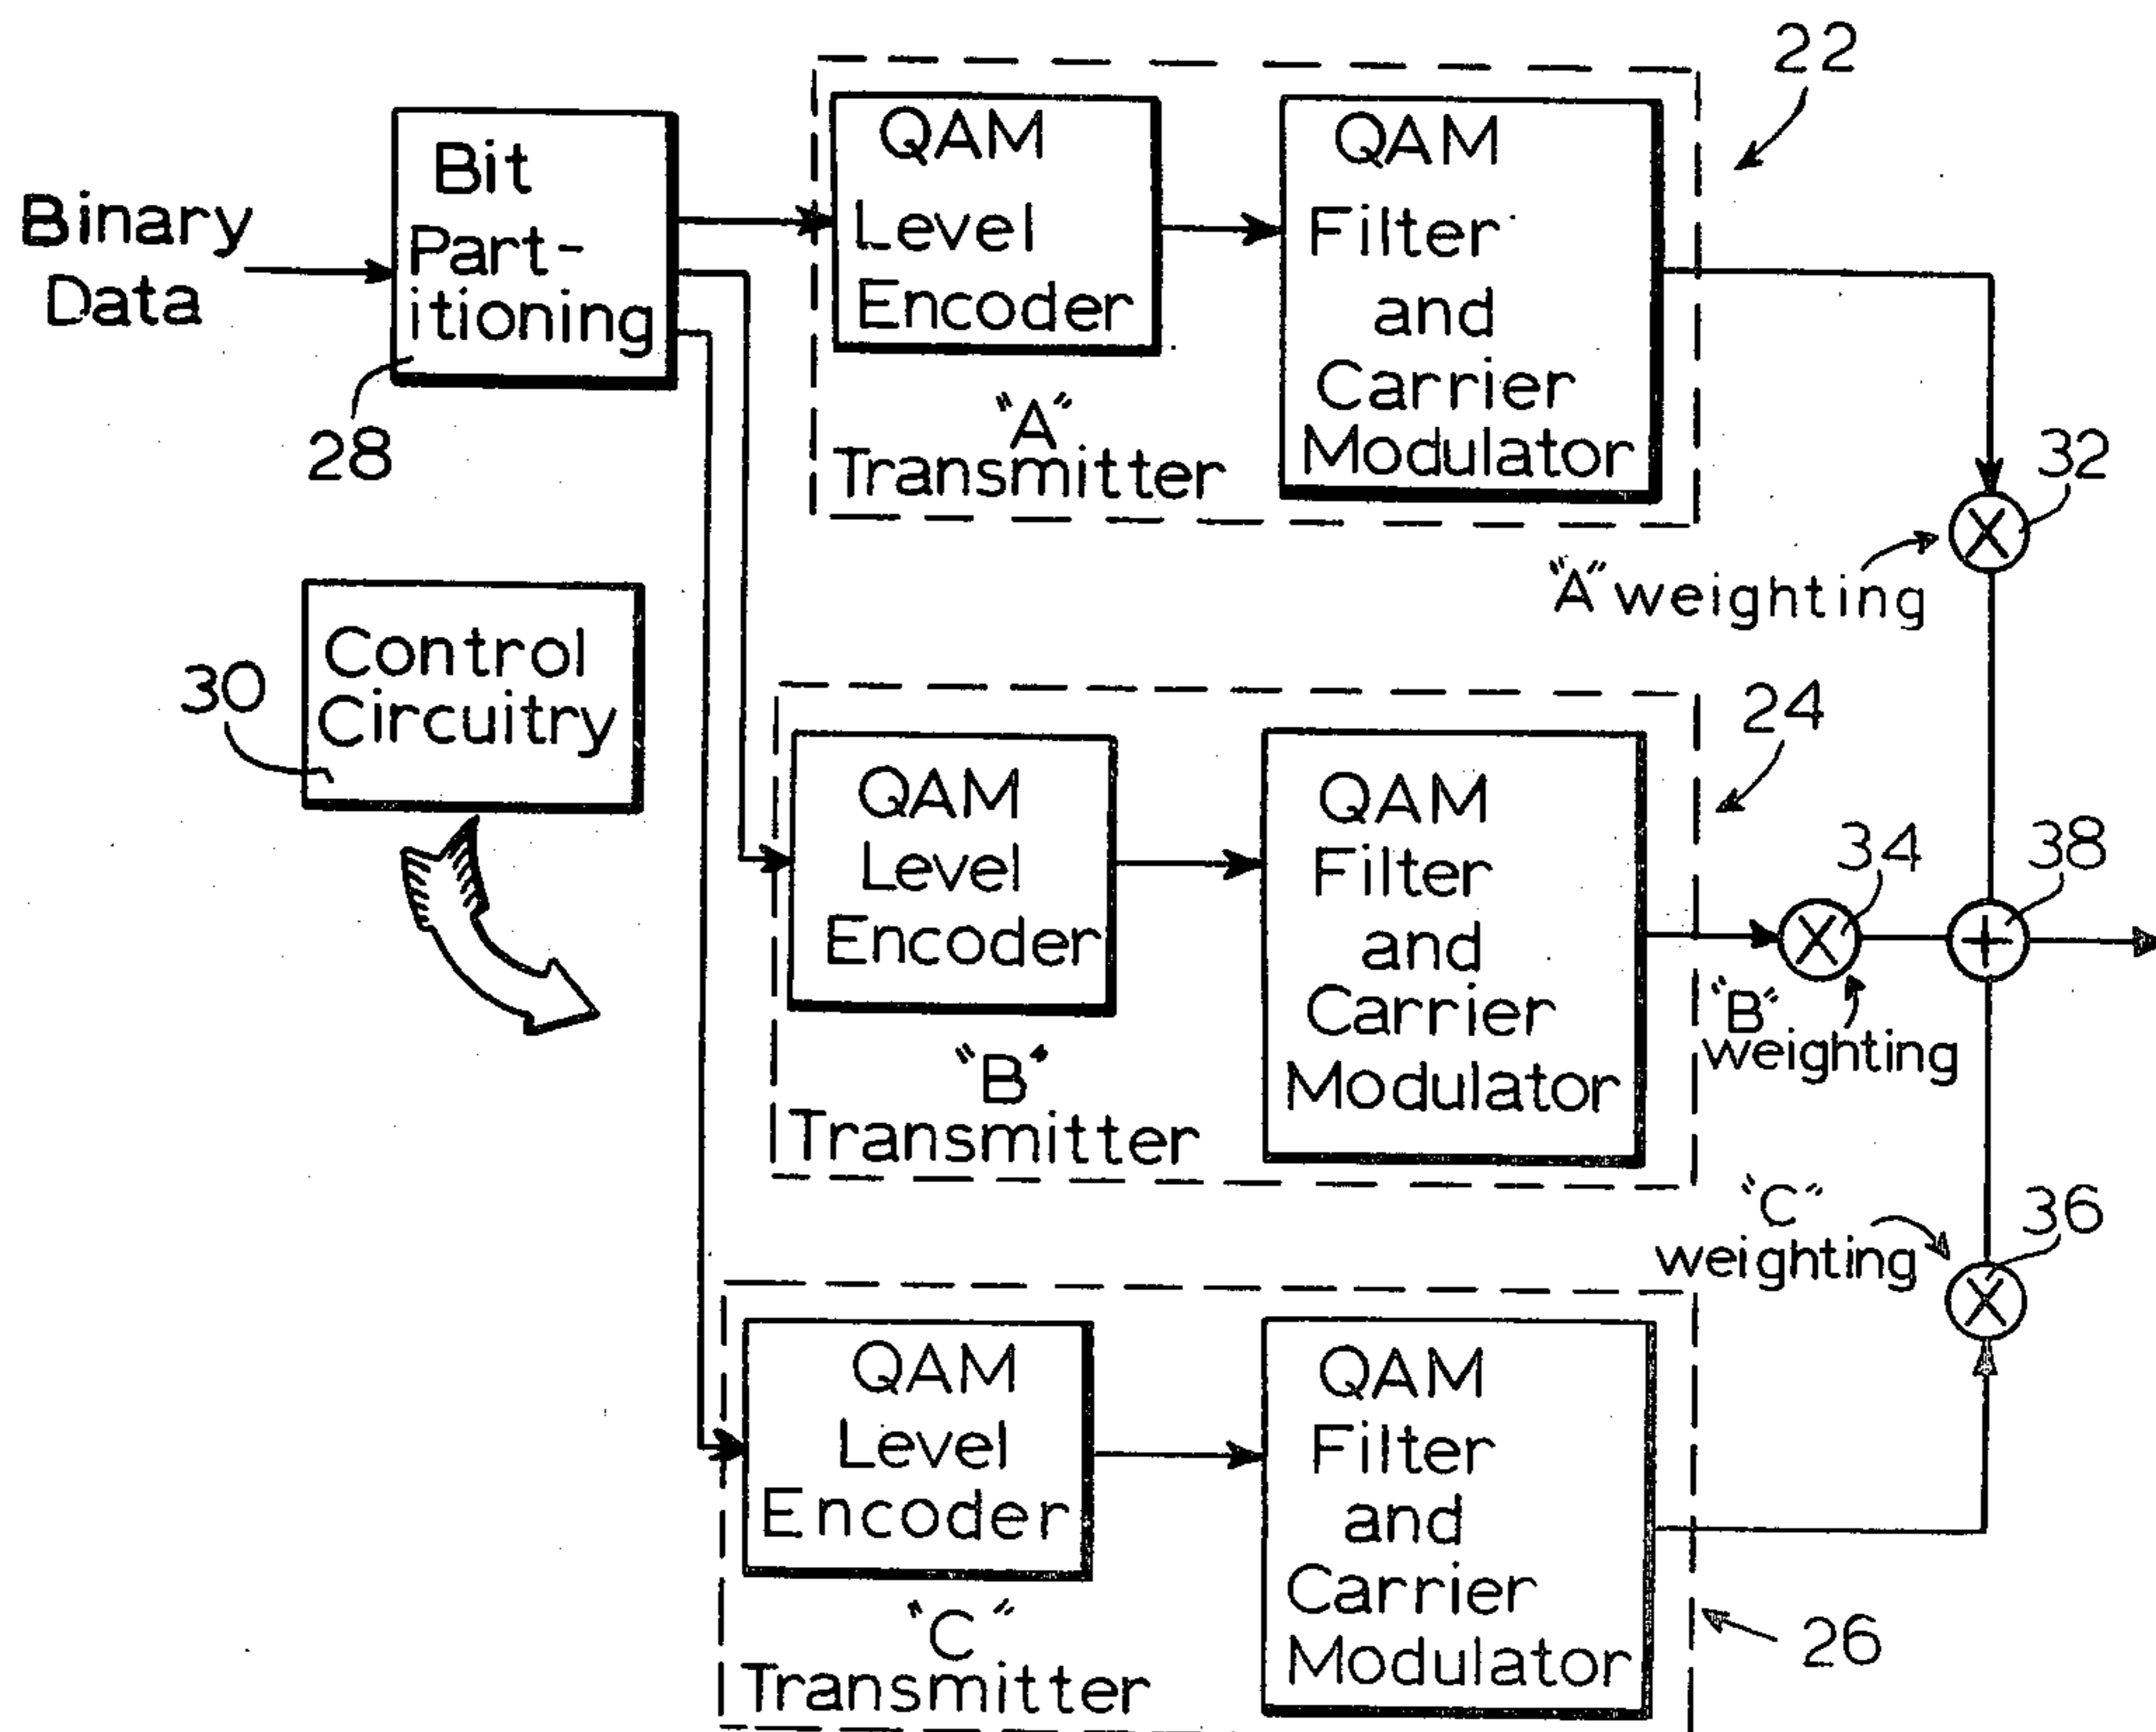 Binary
Data
Bit
Part-
itioning
28
QAM
Level
Encoder
"A"
Transmitter
QAM
Filter
and
Carrier
Modulator
22
32
"A" weighting
Control
Circuitry
30
QAM
Level
Encoder
"B"
Transmitter
QAM
Filter
and
Carrier
Modulator
24
34
38
"B"
weighting
"C"
weighting
36
QAM
Level
Encoder
"C"
Transmitter
QAM
Filter
and
Carrier
Modulator
26